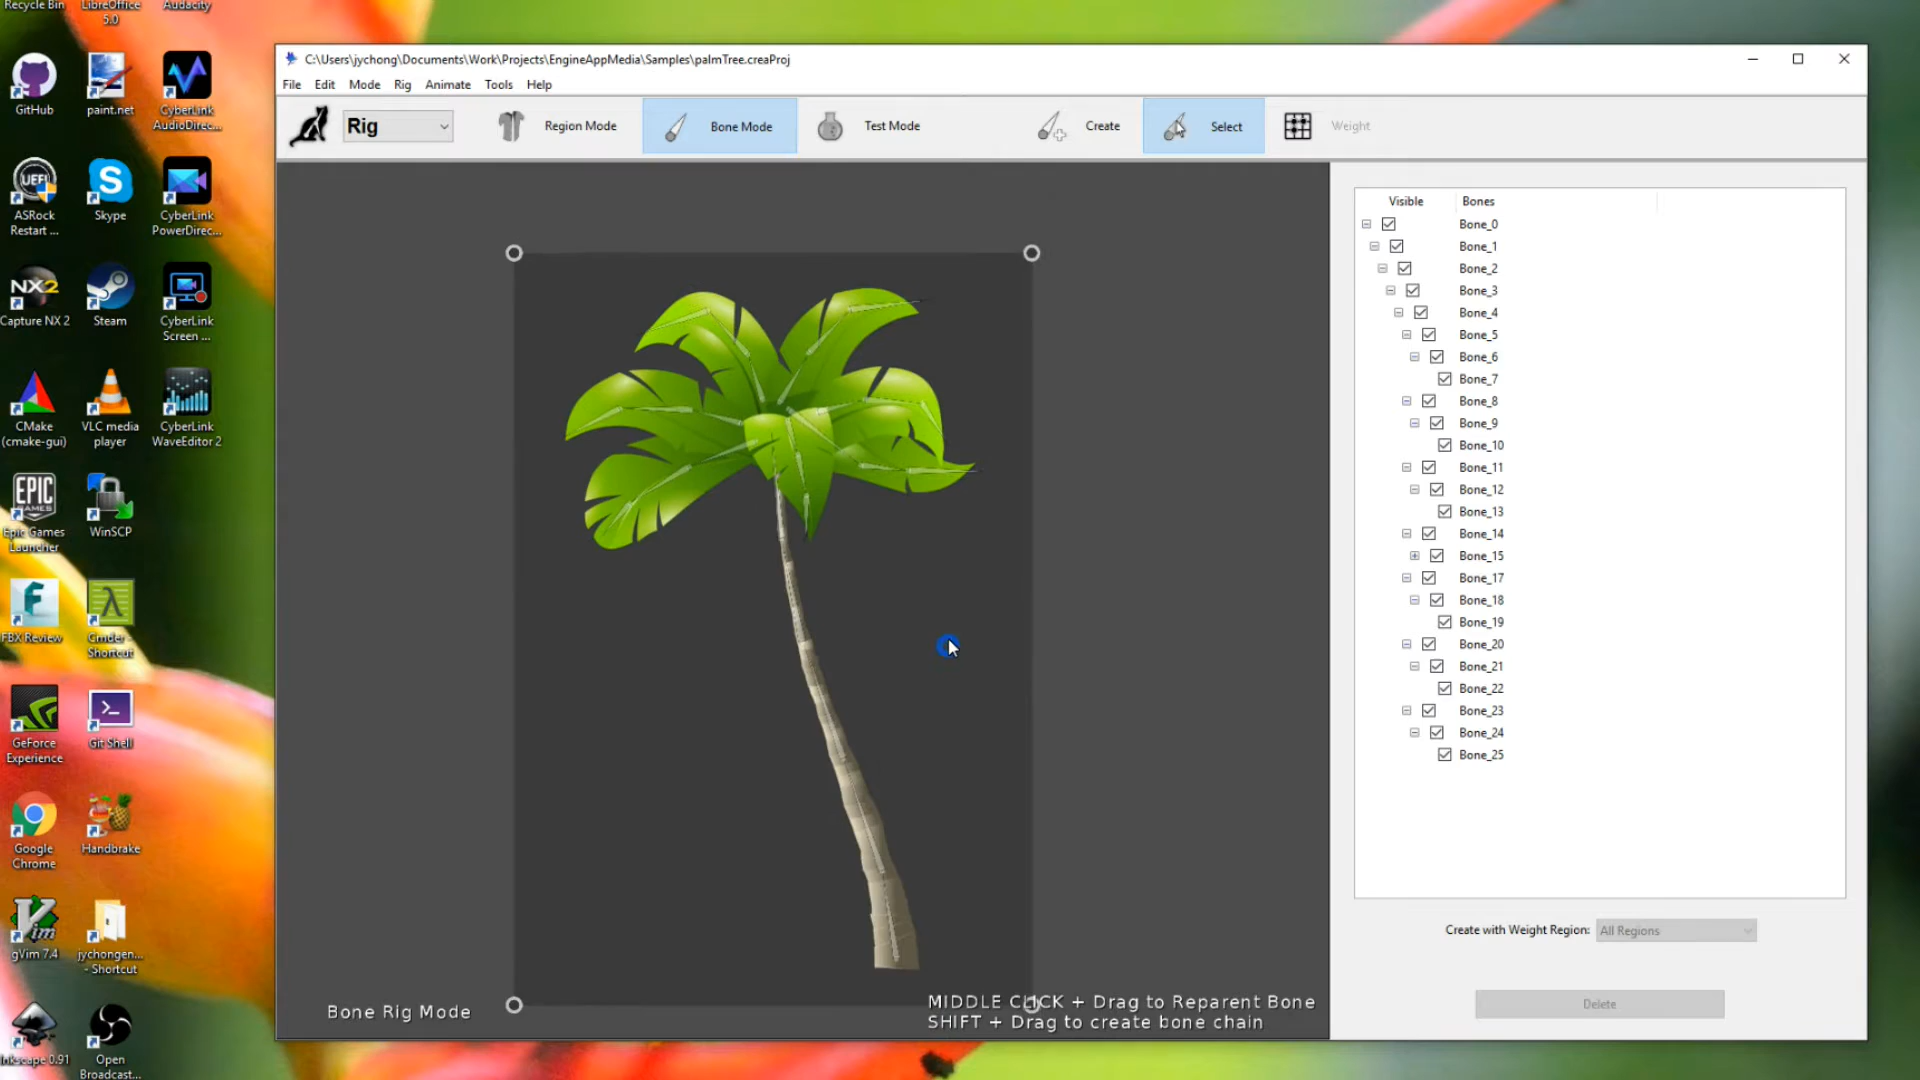 Recycle Bin
LibreOffice
5.0
Audacity
GitHub
paint.net
CyberLink
AudioDirec...
ASRock
Restart ...
Skype
CyberLink
PowerDirec...
Capture NX 2
Steam
CyberLink
Screen ...
CMake
(cmake-gui)
VLC media
player
CyberLink
WaveEditor 2
Epic Games
Launcher
WinSCP
FBX Review
Cmder -
Shortcut
GeForce
Experience
Git Shell
Google
Chrome
Handbrake
gVim 7.4
jychongen...
- Shortcut
Inkscape 0.91
Open
Broadcast...
UEFI
NX2
EPIC
GAMES
C:\Users\jychong\Documents\Work\Projects\EngineAppMedia\Samples\palmTree.creaProj
File Edit Mode Rig Animate Tools Help
Rig Region Mode Bone Mode Test Mode Create Select Weight
Visible Bones
Bone_0
Bone_1
Bone_2
Bone_3
Bone_4
Bone_5
Bone_6
Bone_7
Bone_8
Bone_9
Bone_10
Bone_11
Bone_12
Bone_13
Bone_14
Bone_15
Bone_17
Bone_18
Bone_19
Bone_20
Bone_21
Bone_22
Bone_23
Bone_24
Bone_25
Create with Weight Region: All Regions
Delete
Bone Rig Mode
MIDDLE CLICK + Drag to Reparent Bone
SHIFT + Drag to create bone chain